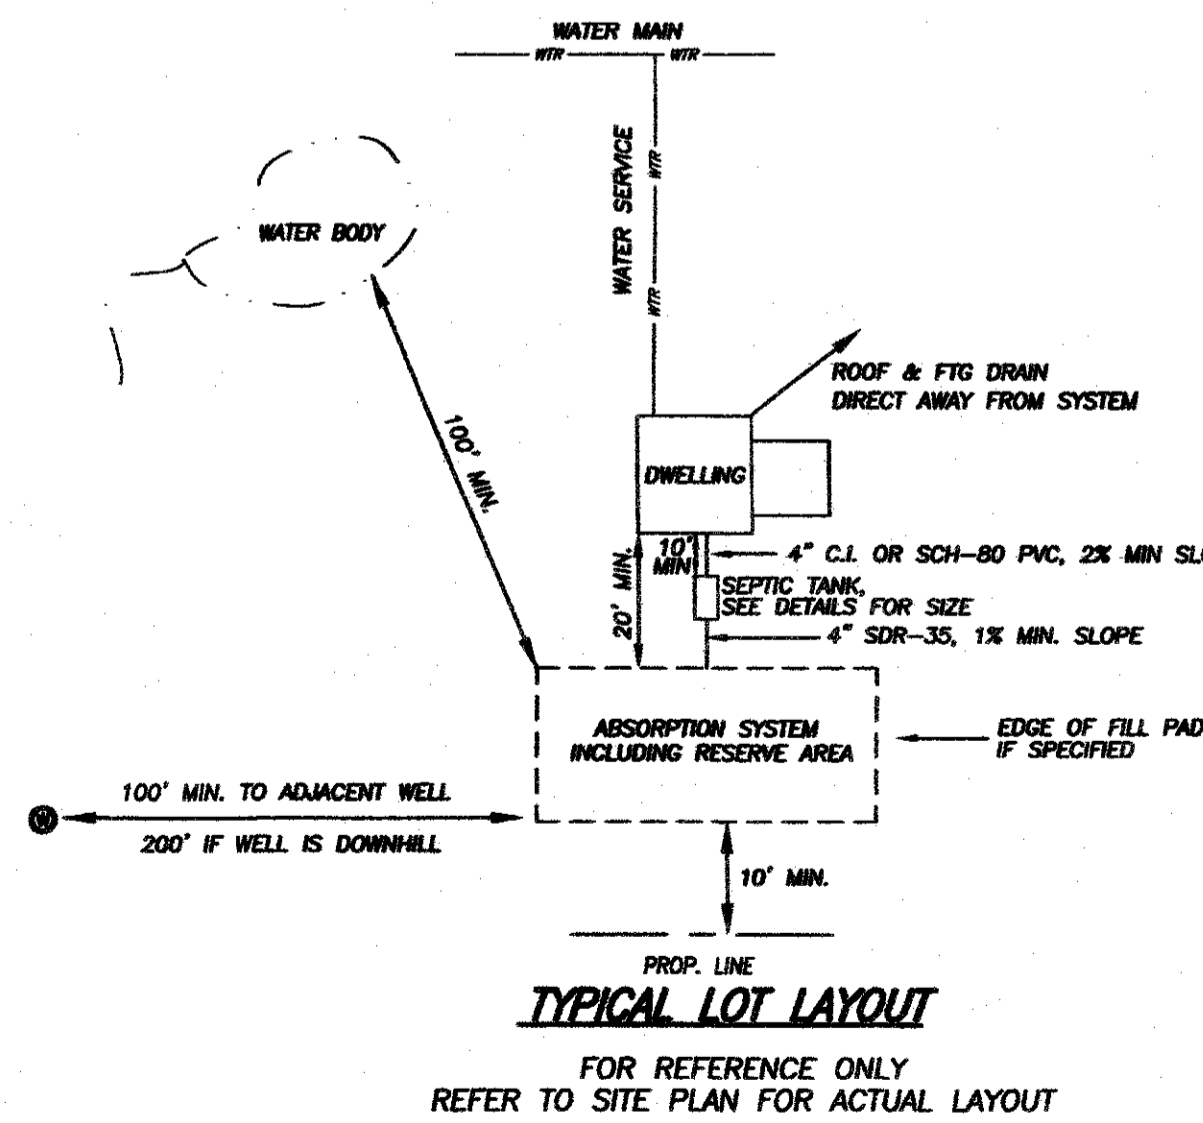 WATER MAIN
WTR WTR
WATER SERVICE
WTR
WTR
WATER BODY
ROOF & FTG DRAIN
DIRECT AWAY FROM SYSTEM
100' MIN.
DWELLING
20' MIN.
10'
MIN
4" C.I. OR SCH-80 PVC, 2% MIN
SEPTIC TANK,
SEE DETAILS FOR SIZE
4" SDR-35, 1% MIN. SLOPE
ABSORPTION SYSTEM
INCLUDING RESERVE AREA
EDGE OF FILL PAD
IF SPECIFIED
100' MIN. TO ADJACENT WELL
W
200' IF WELL IS DOWNHILL
10' MIN.
PROP. LINE
TYPICAL LOT LAYOUT
FOR REFERENCE ONLY
REFER TO SITE PLAN FOR ACTUAL LAYOUT